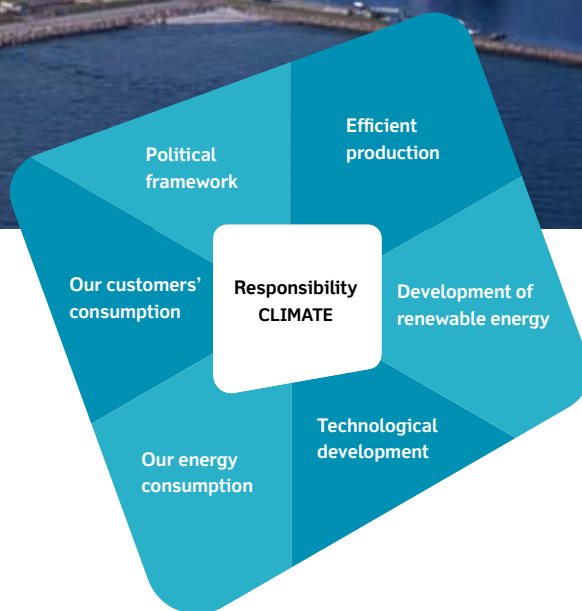 Efficient
production
Political
framework
Our customers’
consumption
Responsibility
CLIMATE
Development of
renewable energy
Technological
development
Our energy
consumption